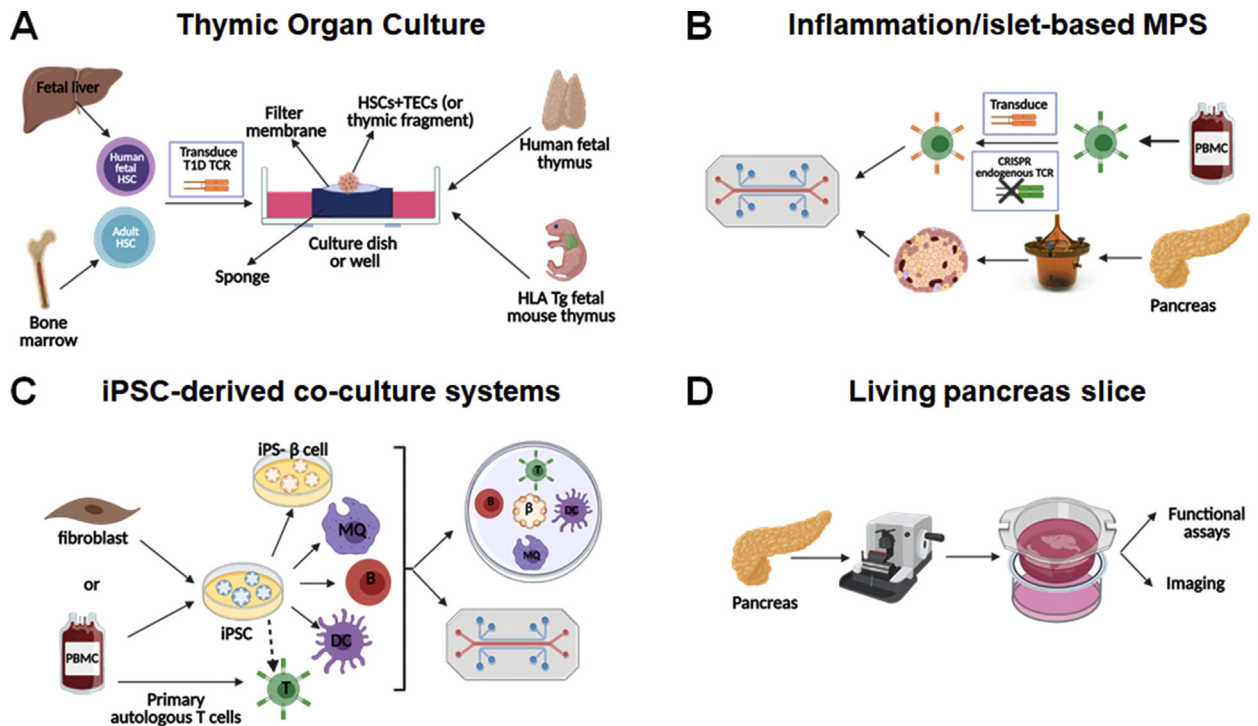 A
Thymic Organ Culture
Fetal liver
Human
fetal
HSC
Adult
HSC
Bone
marrow
Transduce
T1D TCR
Filter
membrane
HSCs+TECs (or
thymic fragment)
Culture dish
or well
Sponge
Human fetal
thymus
HLA Tg fetal
mouse thymus
B
Inflammation/islet-based MPS
Transduce
CRISPR
endogenous TCR
PBMC
Pancreas
C
iPSC-derived co-culture systems
fibroblast
or
PBMC
iPSC
iPS- β cell
MQ
B
DC
T
Primary
autologous T cells
T
B
β
DC
MQ
D
Living pancreas slice
Pancreas
Functional
assays
Imaging